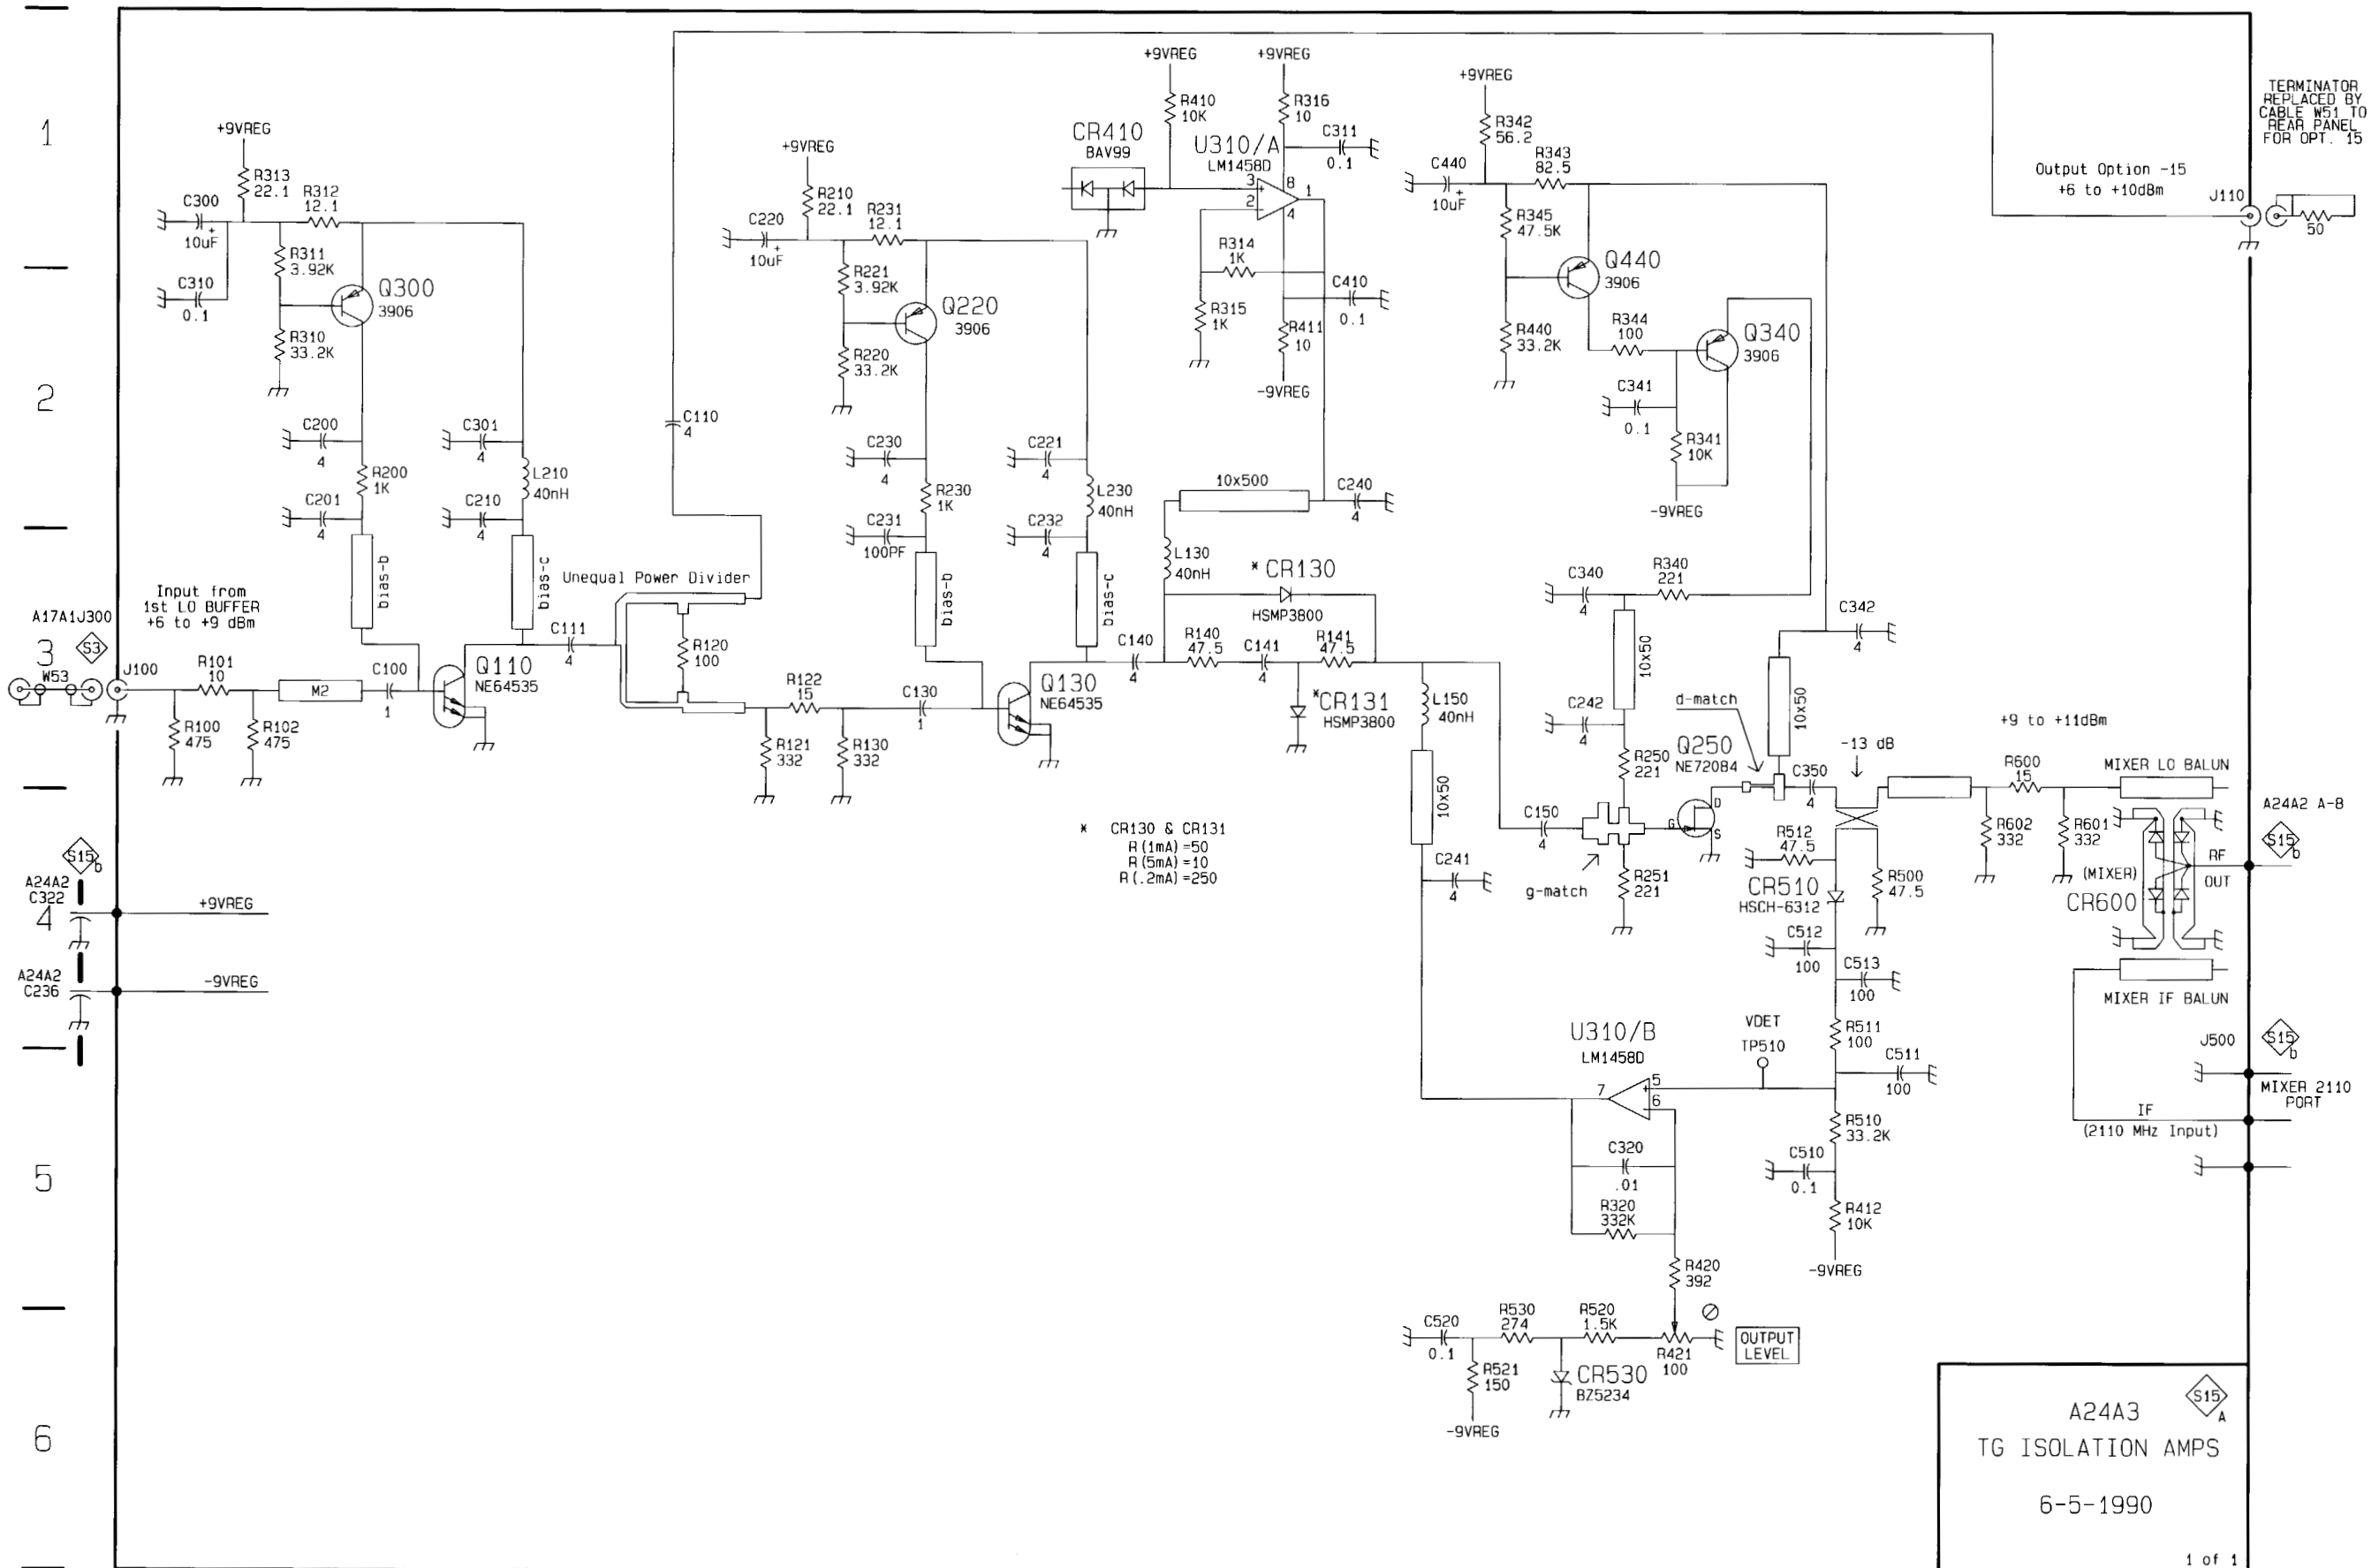 1
2
3
4
5
6
+9VREG
R313
22.1
R312
12.1
C300
+
10uF
R311
3.92K
C310
0.1
Q300
3906
R310
33.2K
C200
4
C301
4
R200
1K
L210
40nH
C201
4
C210
4
bias-b
bias-c
Input from
1st LO BUFFER
+6 to +9 dBm
A17A1J300
S3
W53
J100
R101
10
M2
C100
1
Q110
NE64535
R100
475
R102
475
C111
4
Unequal Power Divider
R120
100
C110
4
R122
15
R121
332
R130
332
C130
1
+9VREG
R210
22.1
R231
12.1
C220
+
10uF
R221
3.92K
Q220
3906
R220
33.2K
C230
4
C221
4
R230
1K
L230
40nH
C231
100PF
C232
4
bias-b
bias-c
Q130
NE64535
C140
4
+9VREG
R410
10K
CR410
BAV99
+9VREG
R316
10
C311
0.1
U310/A
LM1458D
3
+
2
-
8
1
4
R314
1K
R315
1K
C410
0.1
R411
10
-9VREG
10x500
C240
4
L130
40nH
* CR130
HSMP3800
R140
47.5
C141
4
R141
47.5
*CR131
HSMP3800
L150
40nH
10x50
* CR130 & CR131
R(1mA)=50
R(5mA)=10
R(.2mA)=250
C241
4
C150
4
g-match
+9VREG
R342
56.2
C440
+
10uF
R343
82.5
R345
47.5K
Q440
3906
R440
33.2K
R344
100
Q340
3906
C341
0.1
R341
10K
-9VREG
C340
4
R340
221
10x50
C242
4
R250
221
R251
221
d-match
Q250
NE72084
G
D
S
10x50
C342
4
C350
4
-13 dB
R512
47.5
CR510
HSCH-6312
R500
47.5
C512
100
C513
100
R511
100
C511
100
VDET
TP510
U310/B
LM1458D
7
5
+
6
-
C320
.01
R320
332K
R510
33.2K
C510
0.1
R412
10K
-9VREG
R420
392
C520
0.1
R530
274
R520
1.5K
R421
100
OUTPUT
LEVEL
R521
150
-9VREG
CR530
BZ5234
+9 to +11dBm
R600
15
R602
332
R601
332
MIXER LO BALUN
(MIXER)
CR600
RF
OUT
MIXER IF BALUN
A24A2 A-8
S15
b
J500
S15
b
MIXER 2110
PORT
IF
(2110 MHz Input)
Output Option -15
+6 to +10dBm
J110
50
TERMINATOR
REPLACED BY
CABLE W51 TO
REAR PANEL
FOR OPT. 15
S15
b
A24A2
C322
+9VREG
A24A2
C236
-9VREG
S15
A
A24A3
TG ISOLATION AMPS
6-5-1990
1 of 1